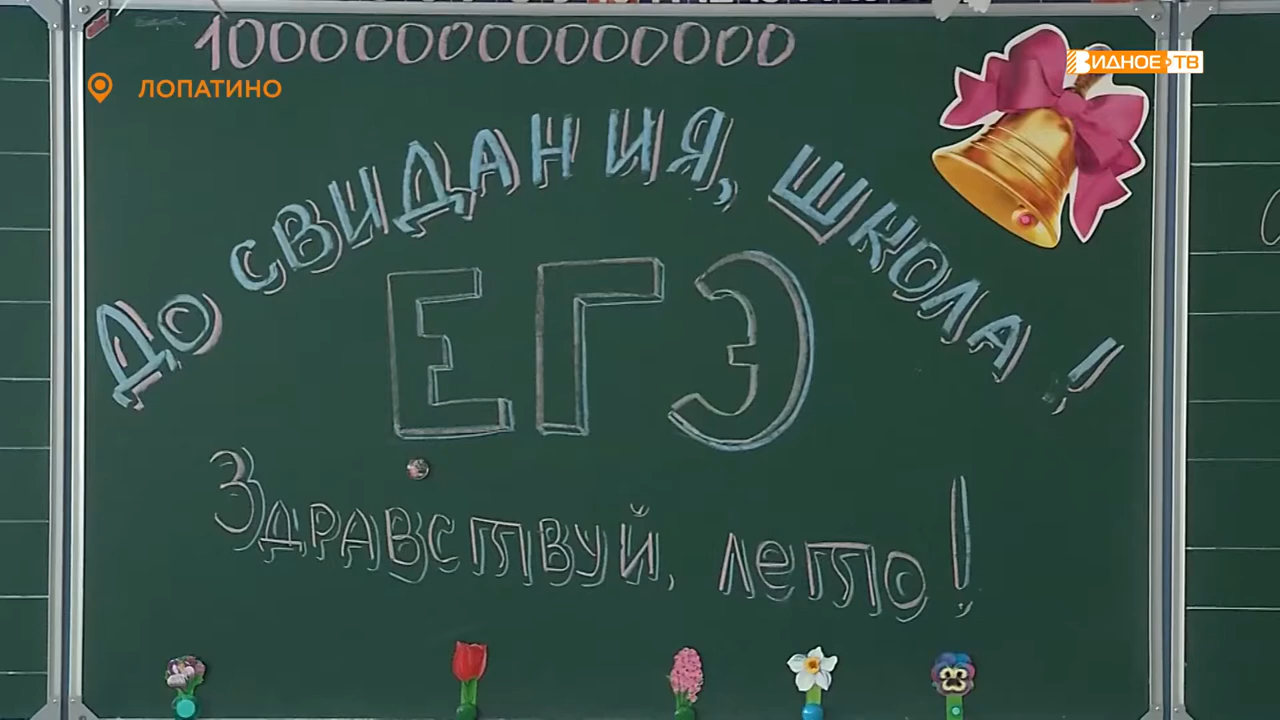 100000000000000
ВИДНОЕ ТВ
ЛОПАТИНО
ДО СВИДАНИЯ, ШКОЛА!
ЕГЭ
Здравствуй, лето!